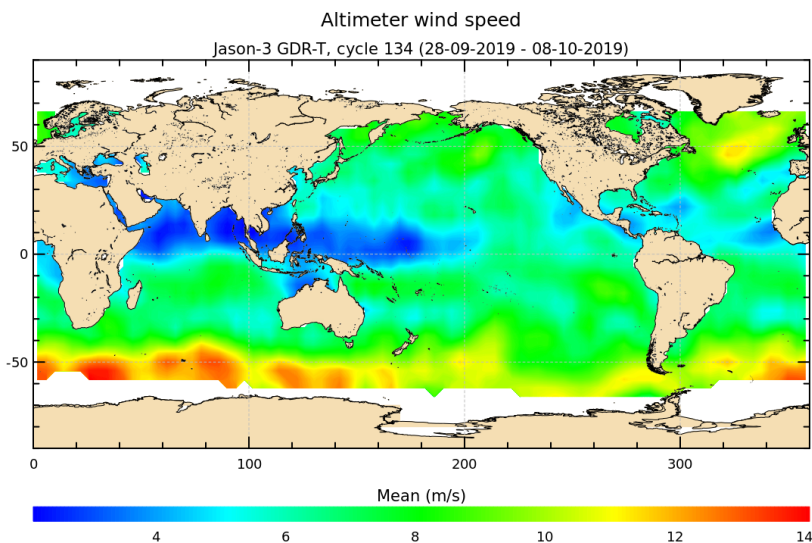 Altimeter wind speed
Jason-3 GDR-T, cycle 134 (28-09-2019 - 08-10-2019)
50
0
-50
0 100 200 300
Mean (m/s)
4 6 8 10 12 14